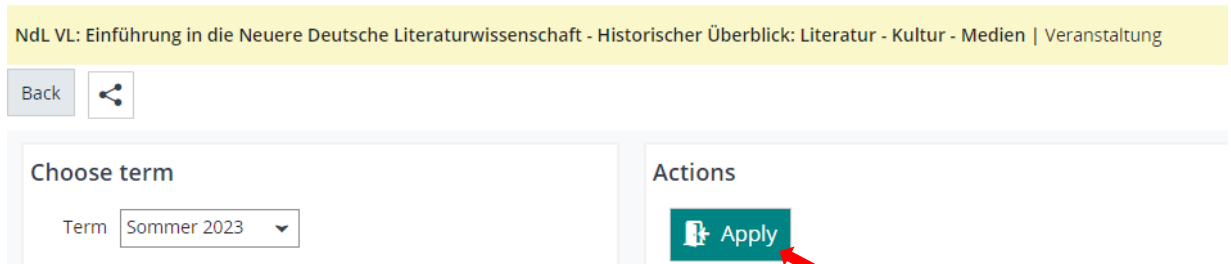 NdL VL: Einführung in die Neuere Deutsche Literaturwissenschaft - Historischer Überblick: Literatur - Kultur - Medien | Veranstaltung
Back
Choose term
Term Sommer 2023
Actions
Apply